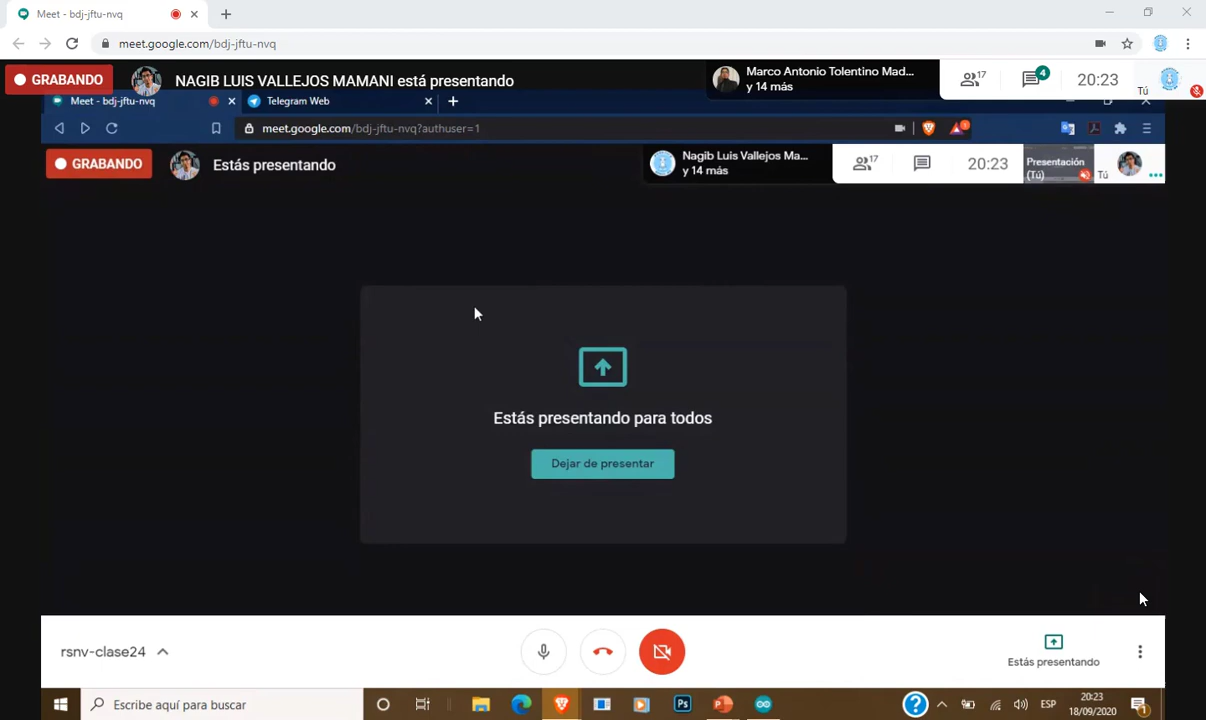 Meet - bdj-jftu-nvq
meet.google.com/bdj-jftu-nvq
GRABANDO
NAGIB LUIS VALLEJOS MAMANI está presentando
Marco Antonio Tolentino Mad...
y 14 más
17
4
20:23
Tú
Meet - bdj-jftu-nvq
Telegram Web
meet.google.com/bdj-jftu-nvq?authuser=1
GRABANDO
Estás presentando
Nagib Luis Vallejos Ma...
y 14 más
17
20:23
Presentación
(Tú)
Tú
Estás presentando para todos
Dejar de presentar
rsnv-clase24
Estás presentando
Escribe aquí para buscar
Ps
ESP
20:23
18/09/2020
1